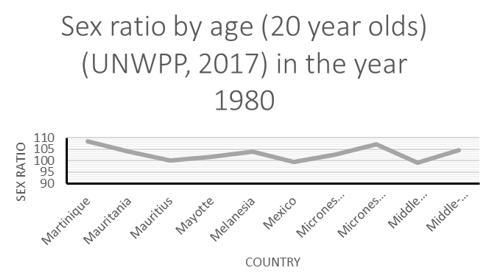 Sex ratio by age (20 year olds)
(UNWPP, 2017) in the year
1980
SEX RATIO
110
105
100
95
90
Martinique
Mauritania
Mauritius
Mayotte
Melanesia
Mexico
Micrones...
Micrones...
Middle...
Middle-...
COUNTRY